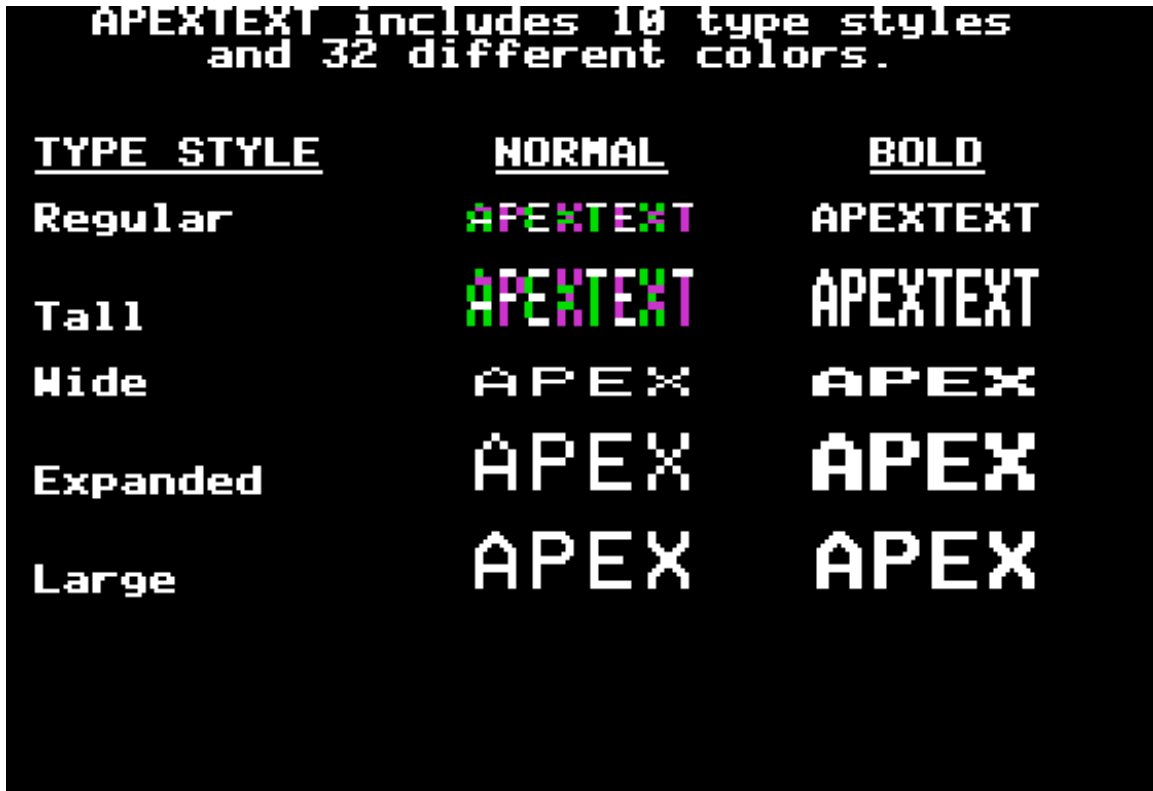 APEXTEXT includes 10 type styles
and 32 different colors.
TYPE STYLE NORMAL BOLD
Regular APEXTEXT APEXTEXT
Tall APEXTEXT APEXTEXT
Wide APEX APEX
Expanded APEX APEX
Large APEX APEX